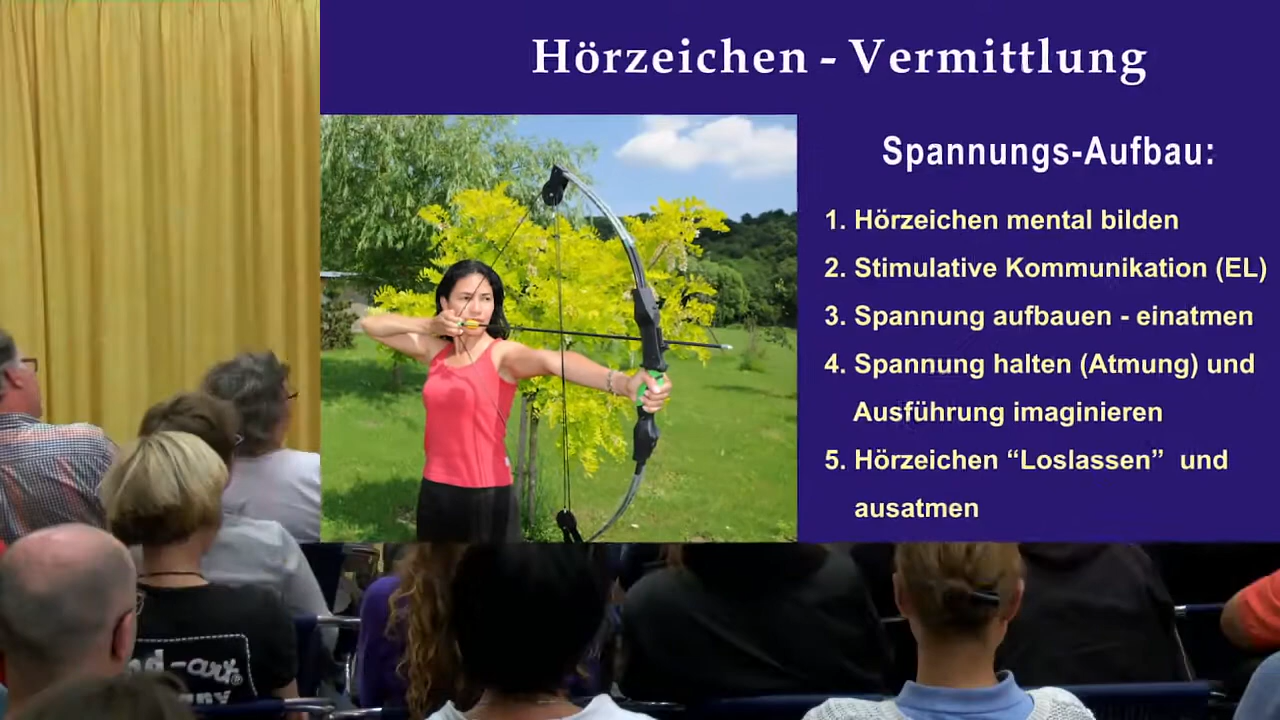 Hörzeichen - Vermittlung
Spannungs-Aufbau:
1. Hörzeichen mental bilden
2. Stimulative Kommunikation (EL)
3. Spannung aufbauen - einatmen
4. Spannung halten (Atmung) und
Ausführung imaginieren
5. Hörzeichen “Loslassen” und
ausatmen
-art